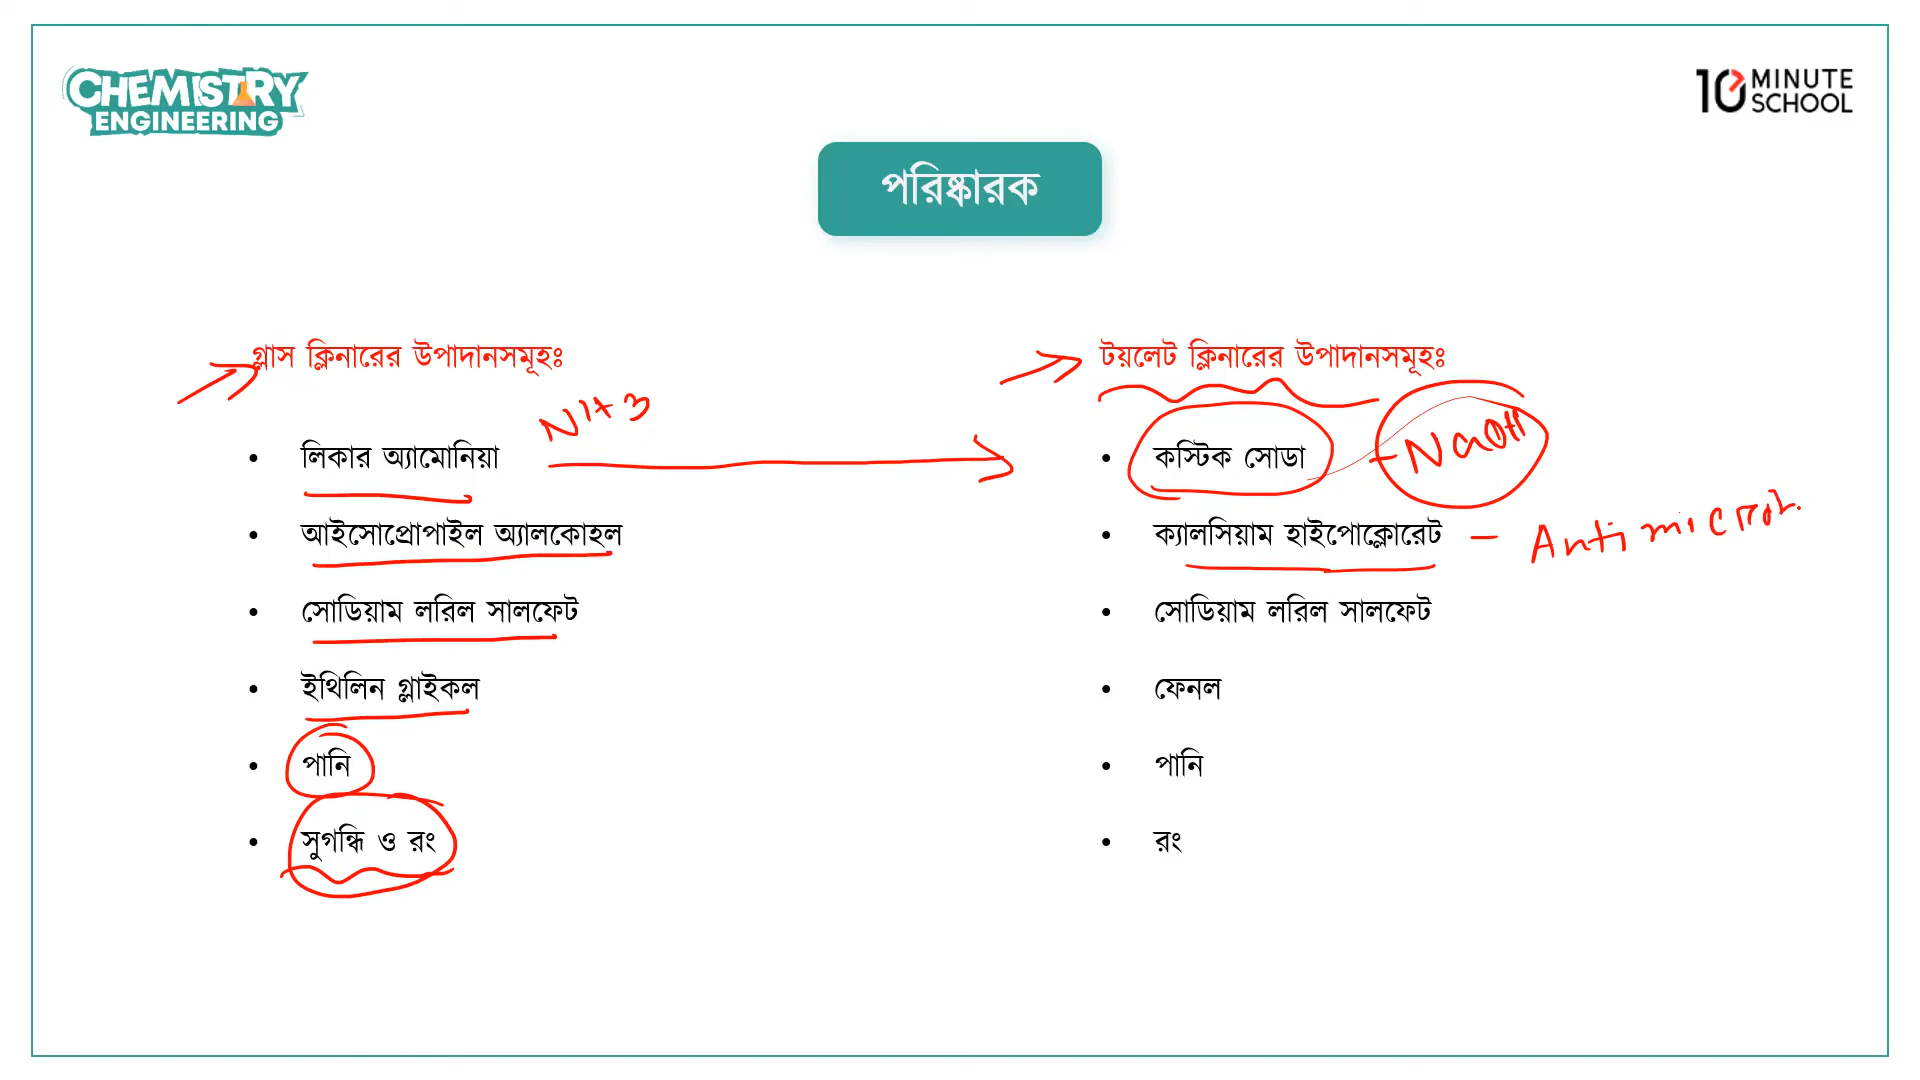 CHEMISTRY
ENGINEERING
10 MINUTE
SCHOOL
পরিষ্কারক
গ্লাস ক্লিনারের উপাদানসমূহঃ
NH3
• লিকার অ্যামোনিয়া
• আইসোপ্রোপাইল অ্যালকোহল
• সোডিয়াম লরিল সালফেট
• ইথিলিন গ্লাইকল
• পানি
• সুগন্ধি ও রং
টয়লেট ক্লিনারের উপাদানসমূহঃ
• কস্টিক সোডা - NaOH
• ক্যালসিয়াম হাইপোক্লোরেট - Anti
• সোডিয়াম লরিল সালফেট
• ফেনল
• পানি
• রং